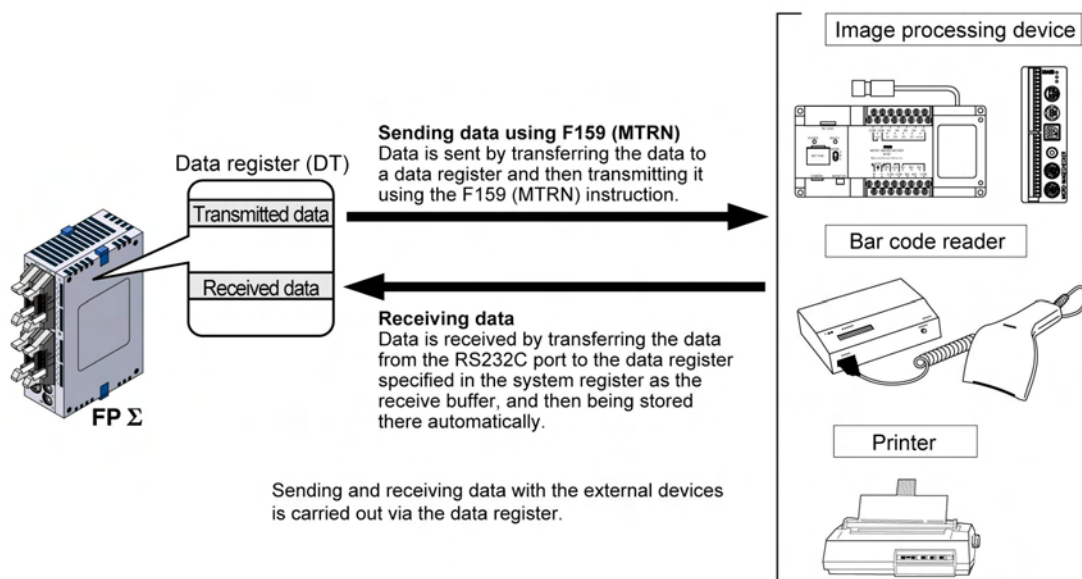 Image processing device
Sending data using F159 (MTRN)
Data is sent by transferring the data to
a data register and then transmitting it
using the F159 (MTRN) instruction.
Data register (DT)
Transmitted data
Received data
Bar code reader
Receiving data
Data is received by transferring the data
from the RS232C port to the data register
specified in the system register as the
receive buffer, and then being stored
there automatically.
FP Σ
Printer
Sending and receiving data with the external devices
is carried out via the data register.